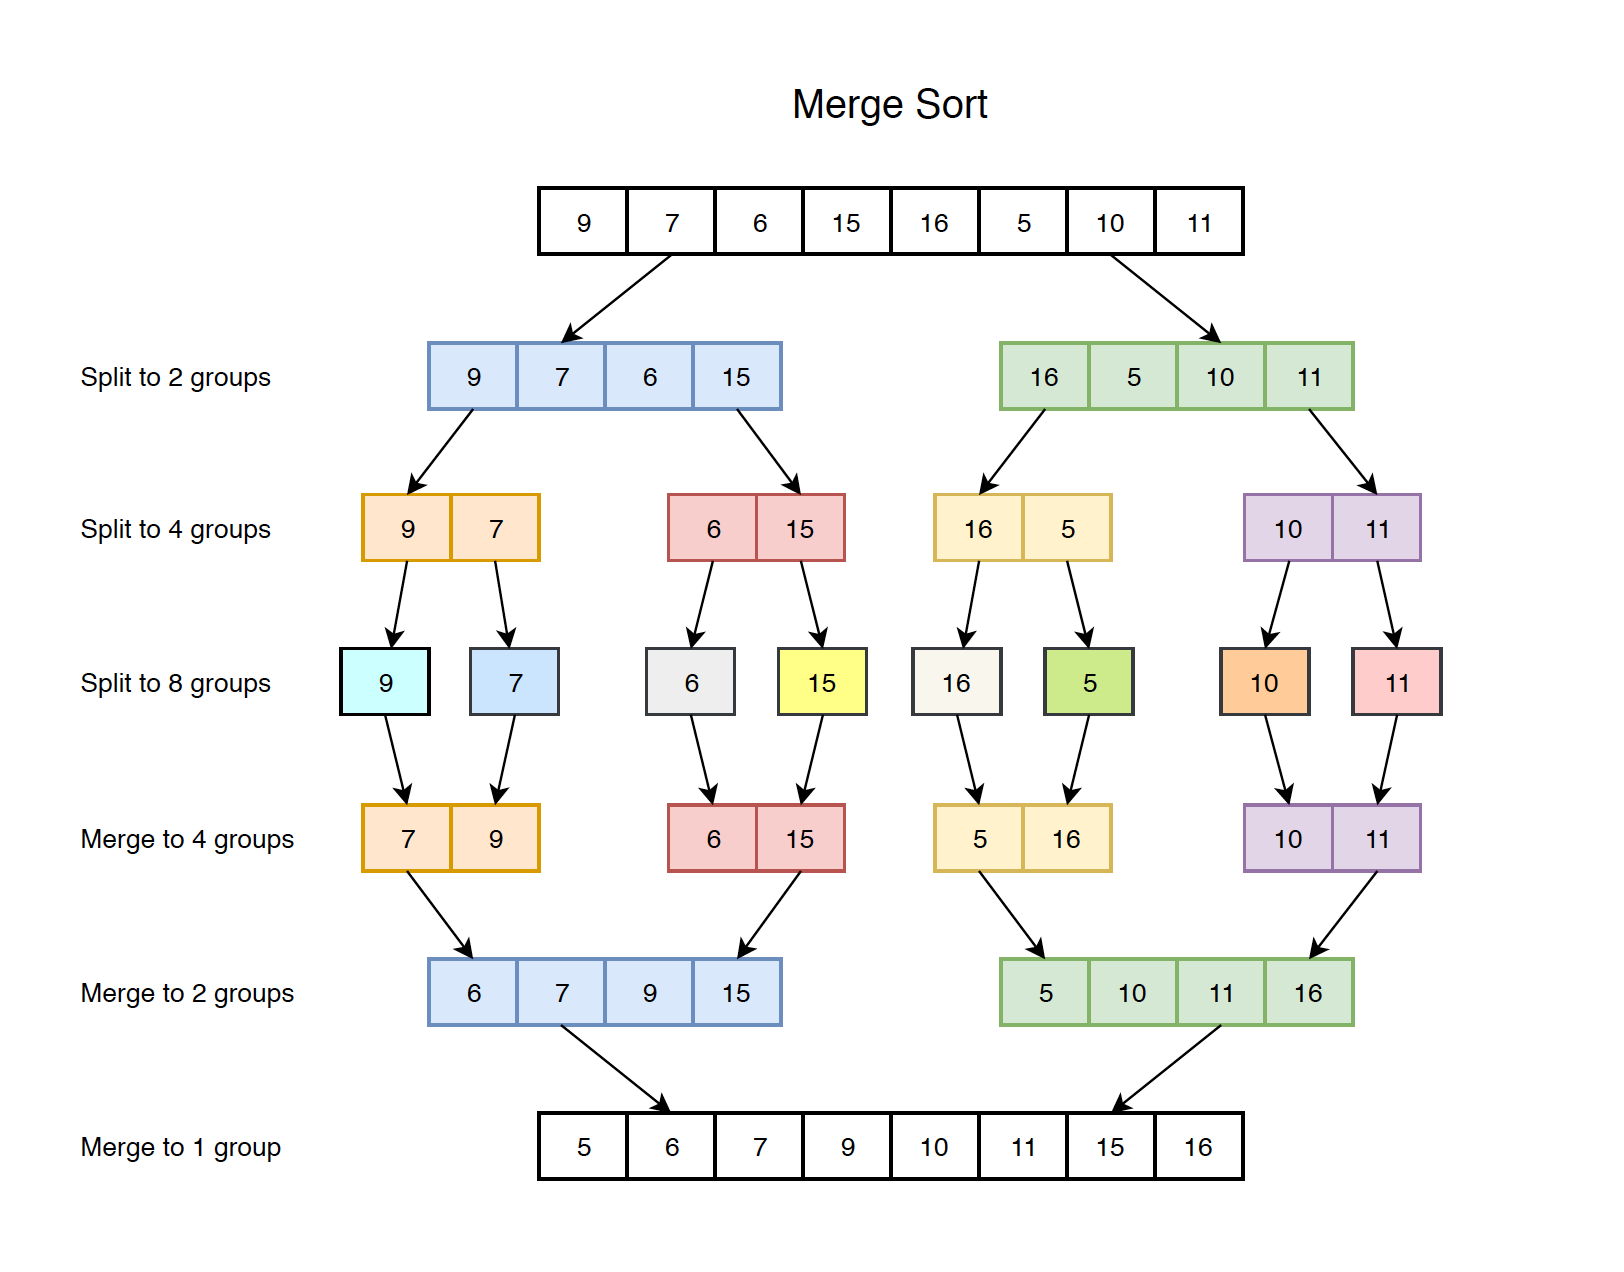 Merge Sort
9 7 6 15 16 5 10 11
Split to 2 groups 9 7 6 15 16 5 10 11
Split to 4 groups 9 7 6 15 16 5 10 11
Split to 8 groups 9 7 6 15 16 5 10 11
Merge to 4 groups 7 9 6 15 5 16 10 11
Merge to 2 groups 6 7 9 15 5 10 11 16
Merge to 1 group 5 6 7 9 10 11 15 16